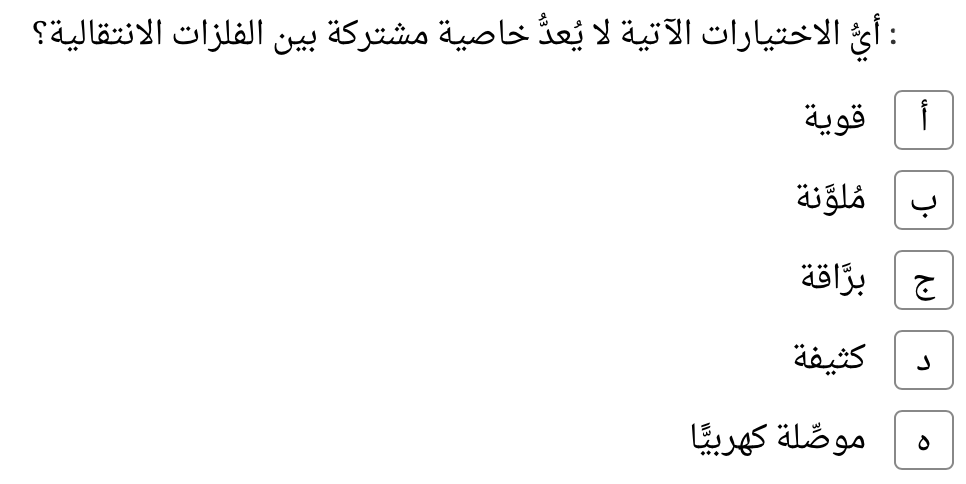 : أيُّ الاختيارات الآتية لا يُعدُّ خاصية مشتركة بين الفلزات الانتقالية؟
أ قوية
ب مُلوَّنة
ج برَّاقة
د كثيفة
ه موصِّلة كهربيًّا